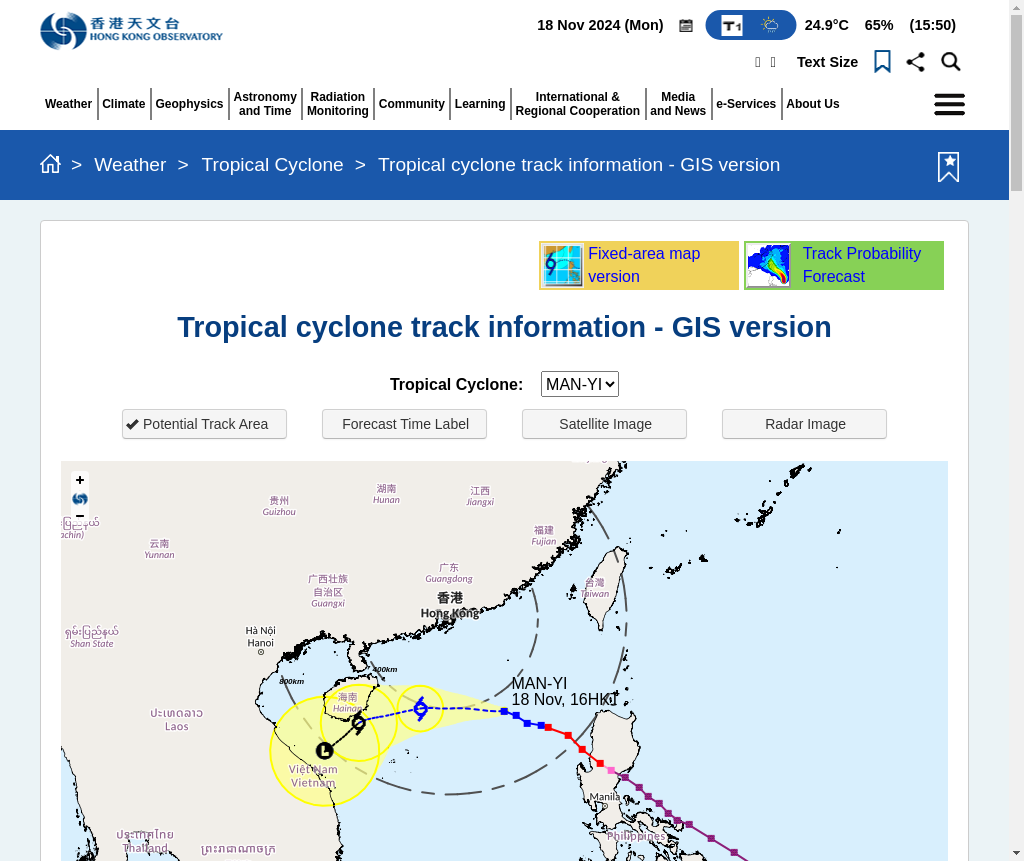 香港天文台
HONG KONG OBSERVATORY
18 Nov 2024 (Mon)
T1
24.9°C
65%
(15:50)
Text Size
Weather
Climate
Geophysics
Astronomy
and Time
Radiation
Monitoring
Community
Learning
International &
Regional Cooperation
Media
and News
e-Services
About Us
> Weather > Tropical Cyclone > Tropical cyclone track information - GIS version
Fixed-area map
version
Track Probability
Forecast
Tropical cyclone track information - GIS version
Tropical Cyclone:
MAN-YI
Potential Track Area
Forecast Time Label
Satellite Image
Radar Image
+
−
贵州
Guizhou
湖南
Hunan
江西
Jiangxi
云南
Yunnan
福建
Fujian
广西壮族
自治区
Guangxi
广东
Guangdong
香港
Hong Kong
台灣
Taiwan
ရှမ်းပြည်နယ်
Shan State
Hà Nội
Hanoi
400km
800km
海南
Hainan
MAN-YI
18 Nov, 16HKT
ປະເທດລາວ
Laos
L
Việt Nam
Vietnam
Manila
Philippines
ประเทศไทย
Thailand
ព្រះរាជាណាចក្រ